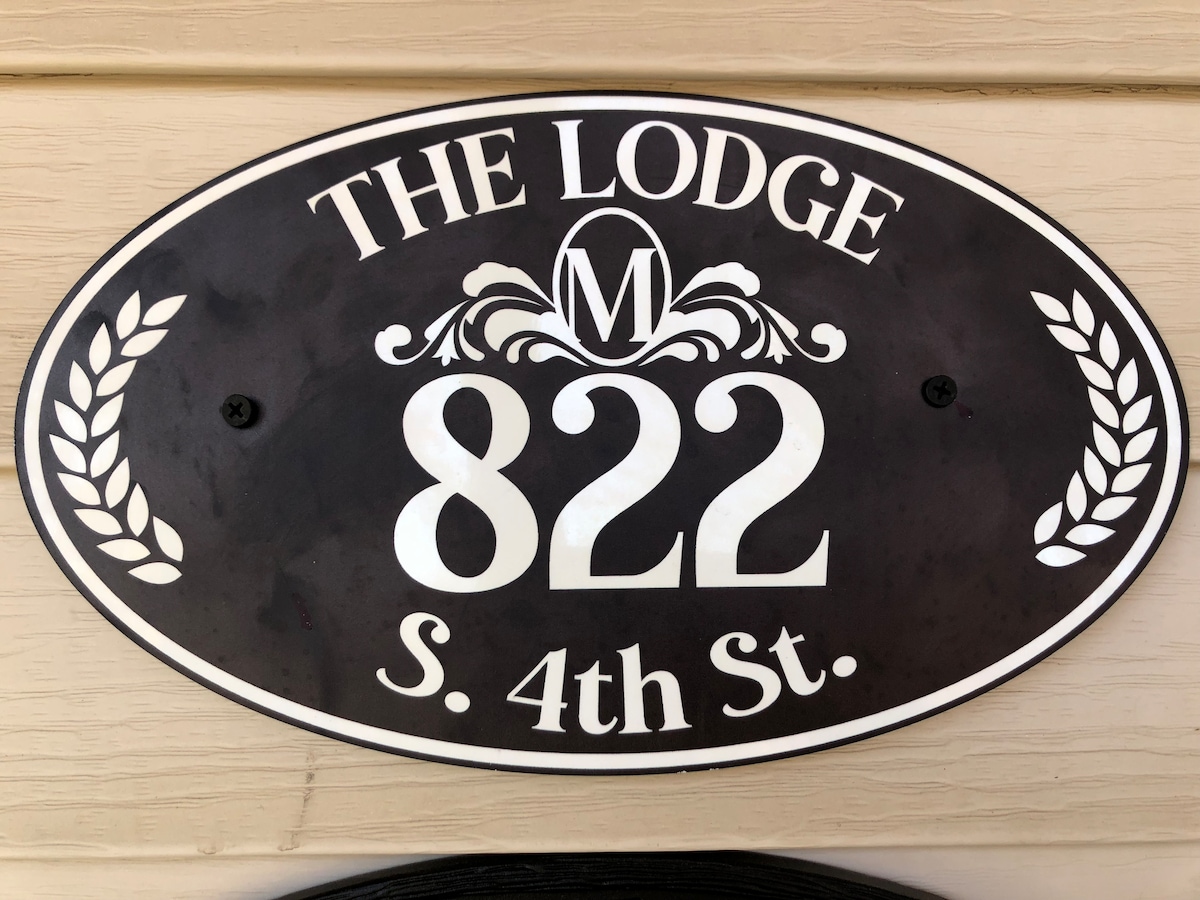 THE LODGE
M
822
S. 4th St.